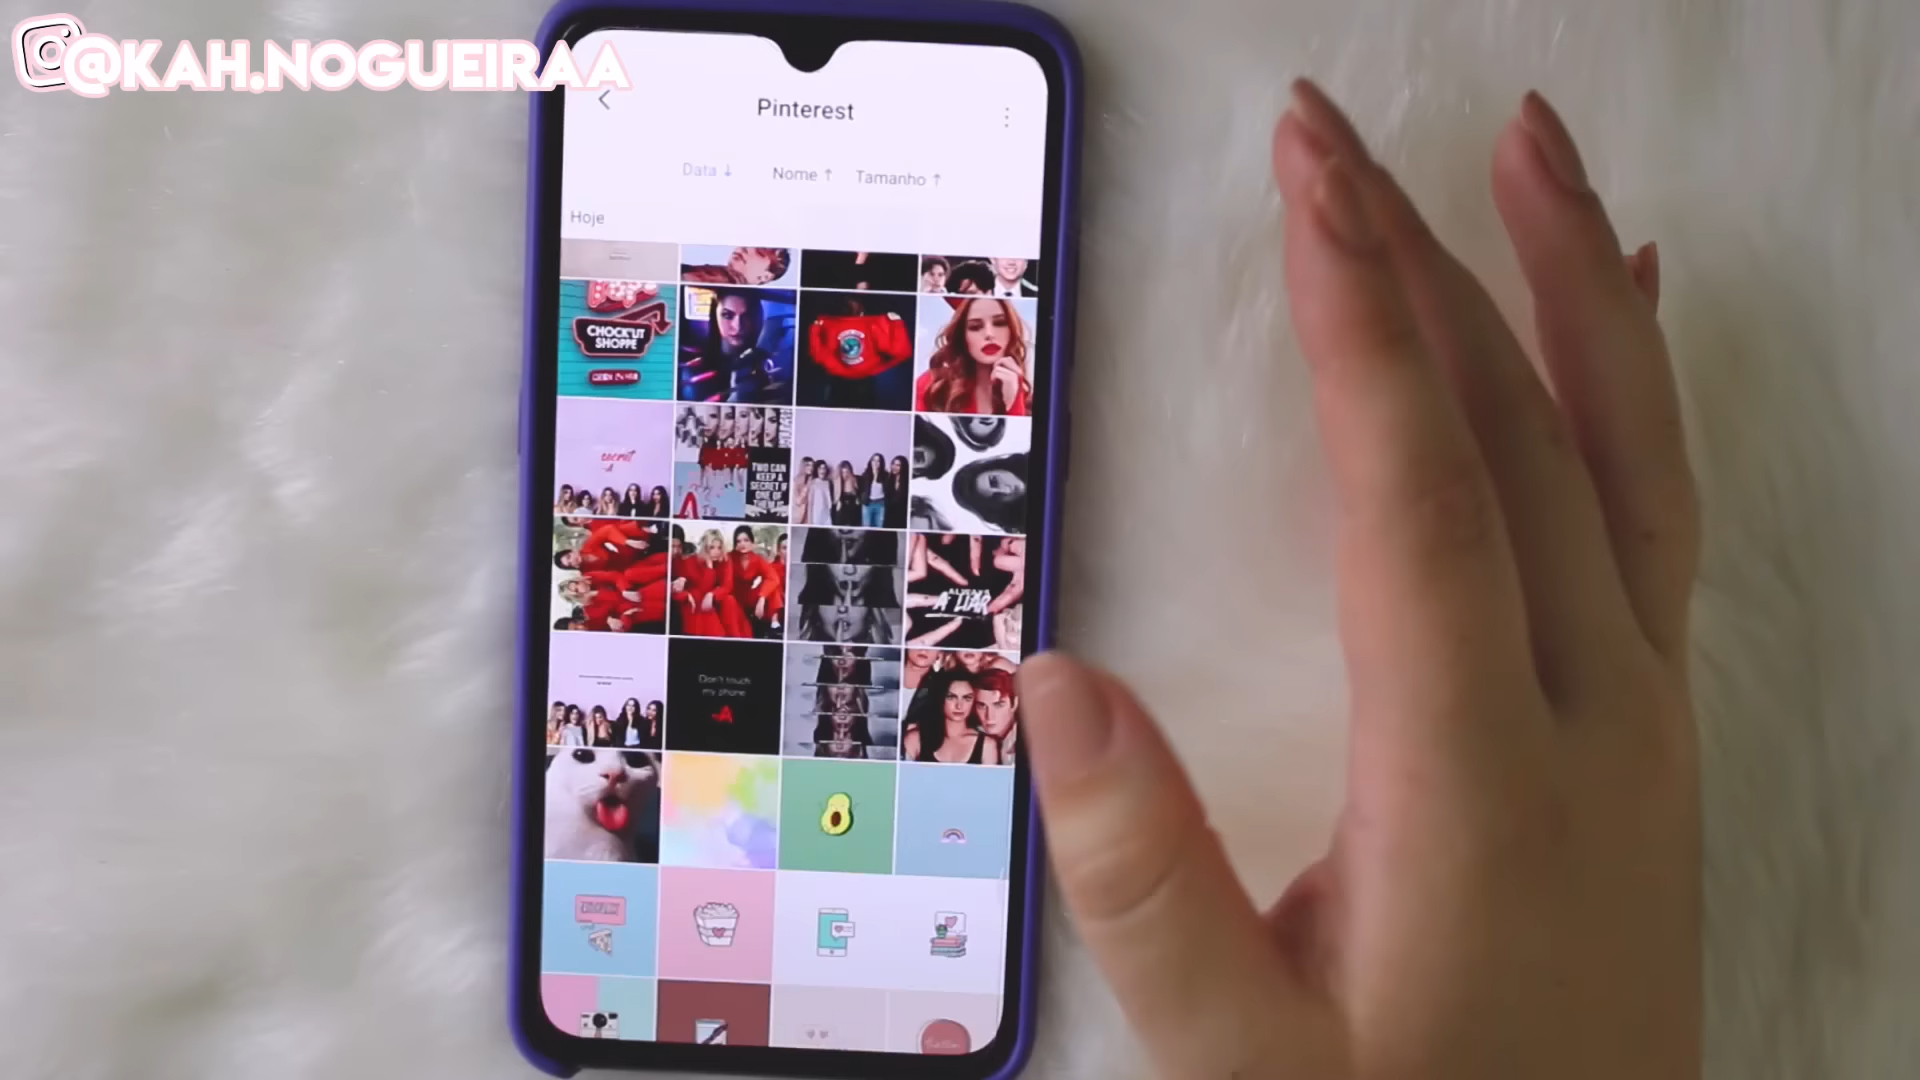 @KAH.NOGUEIRAA
Pinterest
Data ↓ Nome ↑ Tamanho ↑
Hoje
CHOCK'LIT
SHOPPE
secret
TWO CAN
KEEP A
SECRET IF
ONE OF
THEM IS
A LIAR
Don't touch
my phone
A